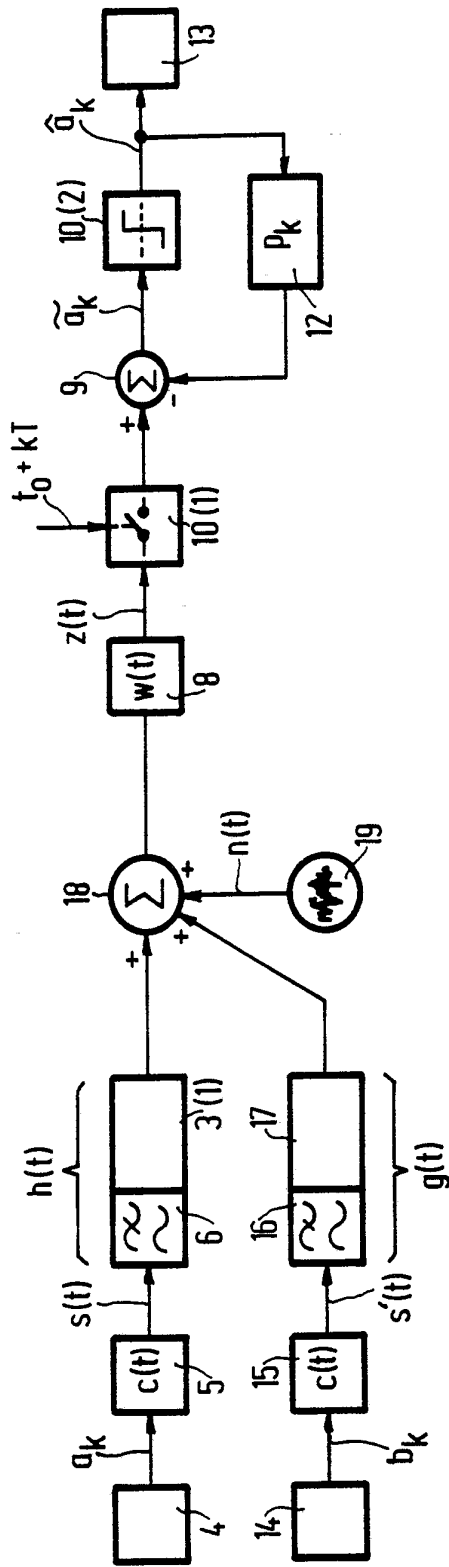 4
a_k
c(t)
5
s(t)
h(t)
6
3'(1)
+
18
Σ
+
+
n(t)
19
14
b_k
15
c(t)
s'(t)
16
17
g(t)
w(t)
8
z(t)
t₀ + kT
10(1)
+
9
Σ
-
ã_k
10(2)
â_k
13
p_k
12